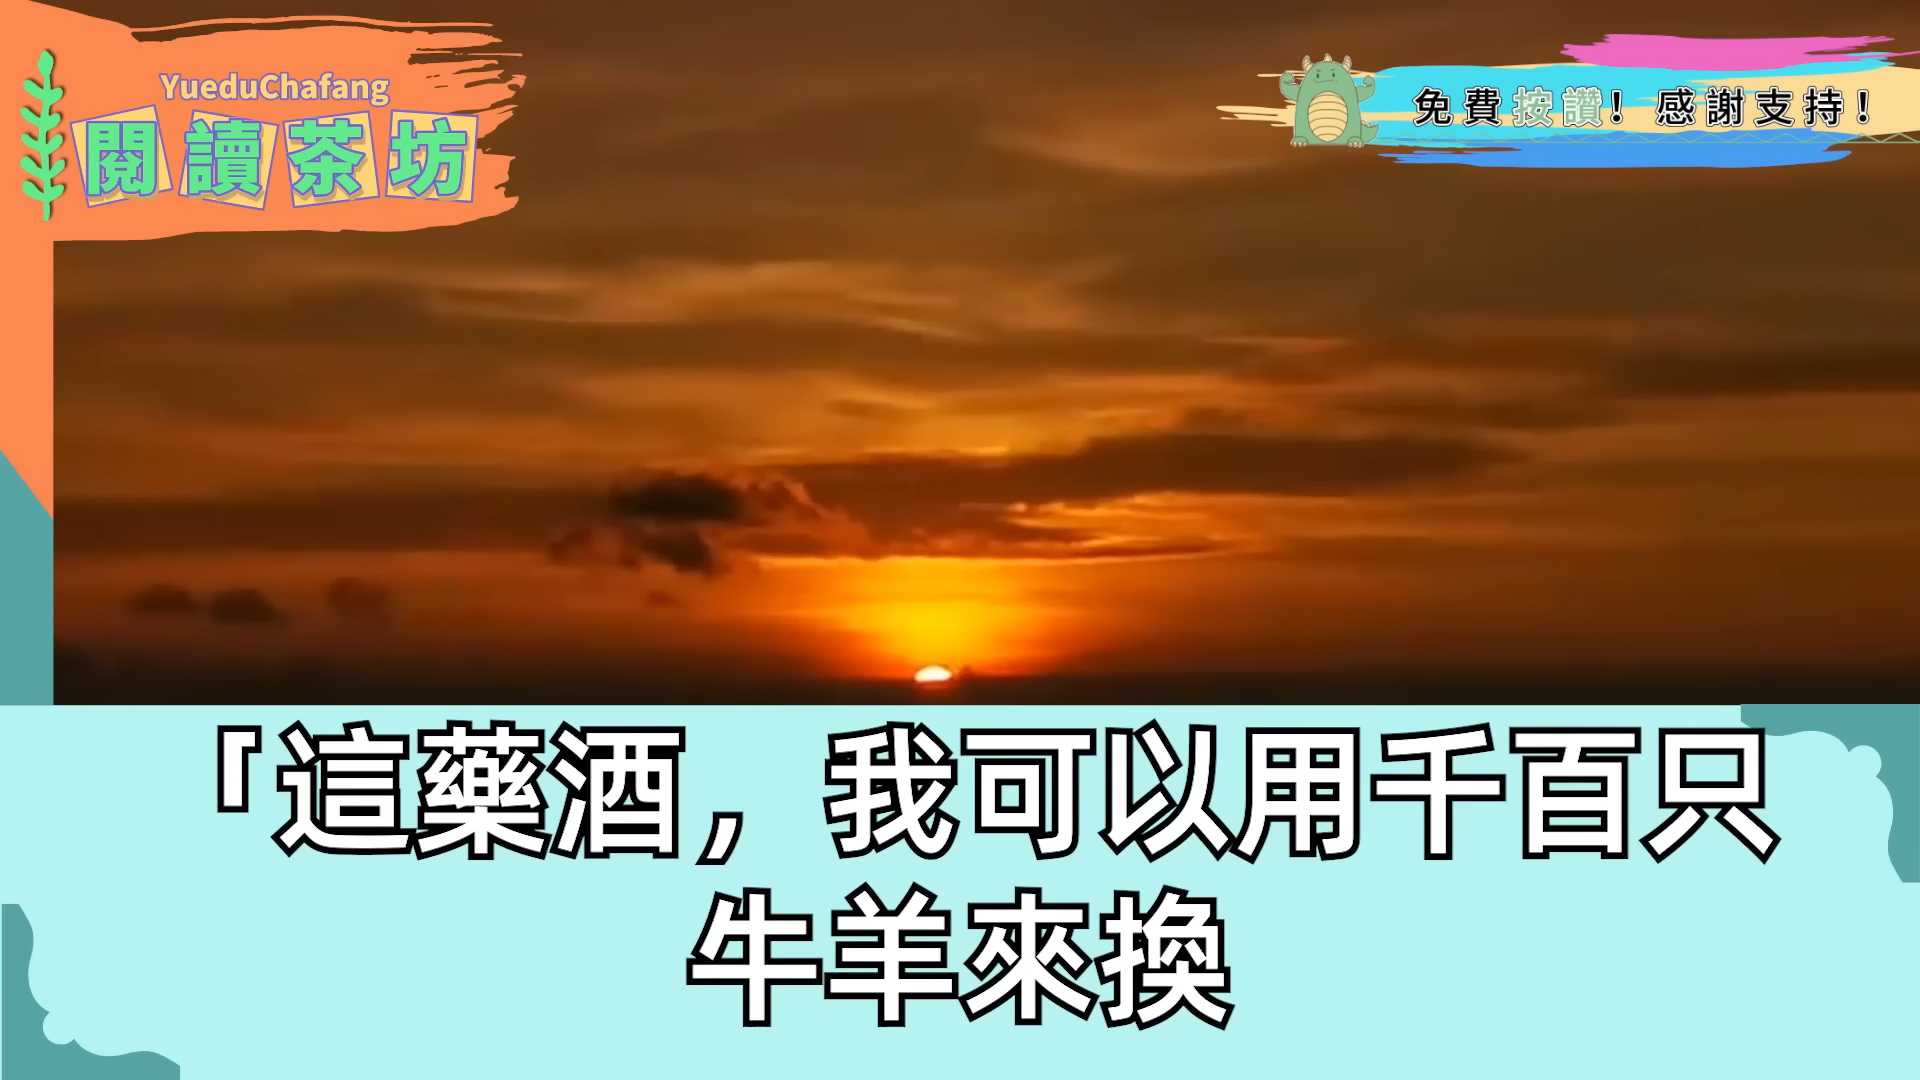 YueduChafang
閱讀茶坊
免費按讚！感謝支持！
「這藥酒，我可以用千百只
牛羊來換